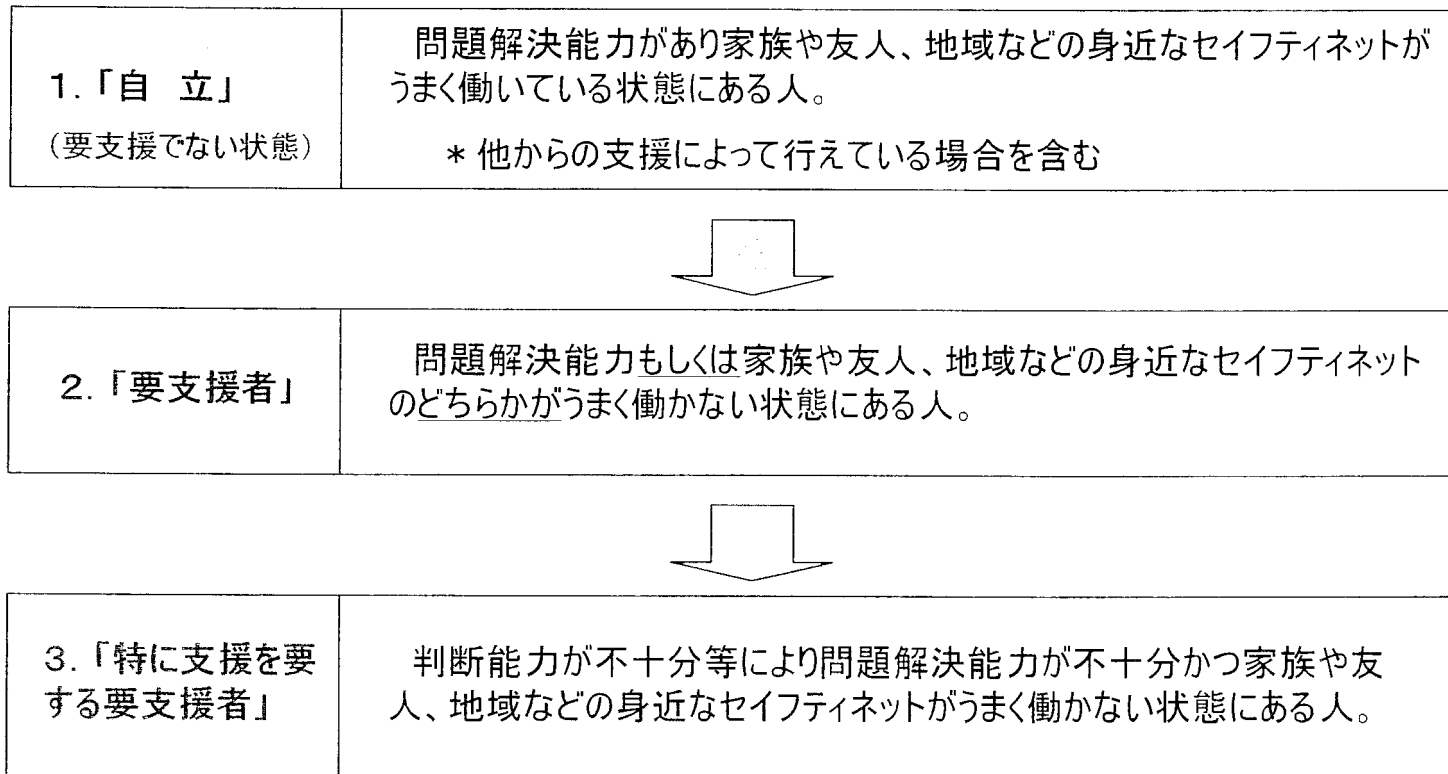 1.「自 立」
(要支援でない状態)
問題解決能力があり家族や友人、地域などの身近なセイフティネットが
うまく働いている状態にある人。
* 他からの支援によって行えている場合を含む
2.「要支援者」
問題解決能力もしくは家族や友人、地域などの身近なセイフティネット
のどちらかがうまく働かない状態にある人。
3.「特に支援を要
する要支援者」
判断能力が不十分等により問題解決能力が不十分かつ家族や友
人、地域などの身近なセイフティネットがうまく働かない状態にある人。